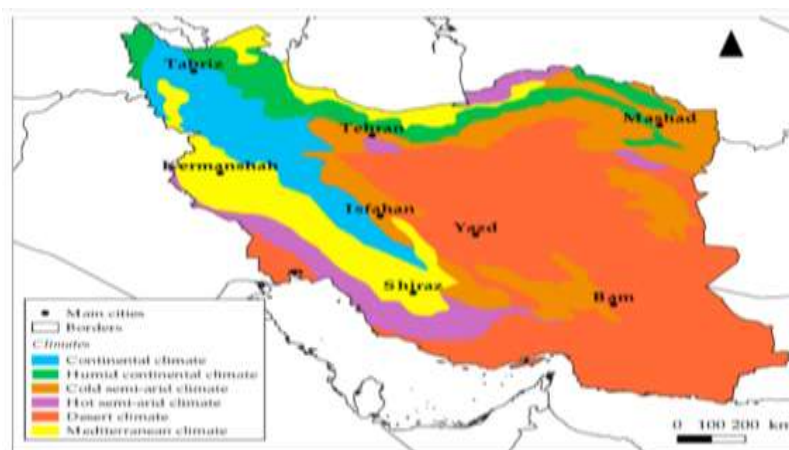 Tabriz
Tehran
Mashad
Kermanshah
Isfahan
Yazd
Shiraz
Bam
Main cities
Borders
Climates
Continental climate
Humid continental climate
Cold semi-arid climate
Hot semi-arid climate
Desert climate
Mediterranean climate
0 100 200 km